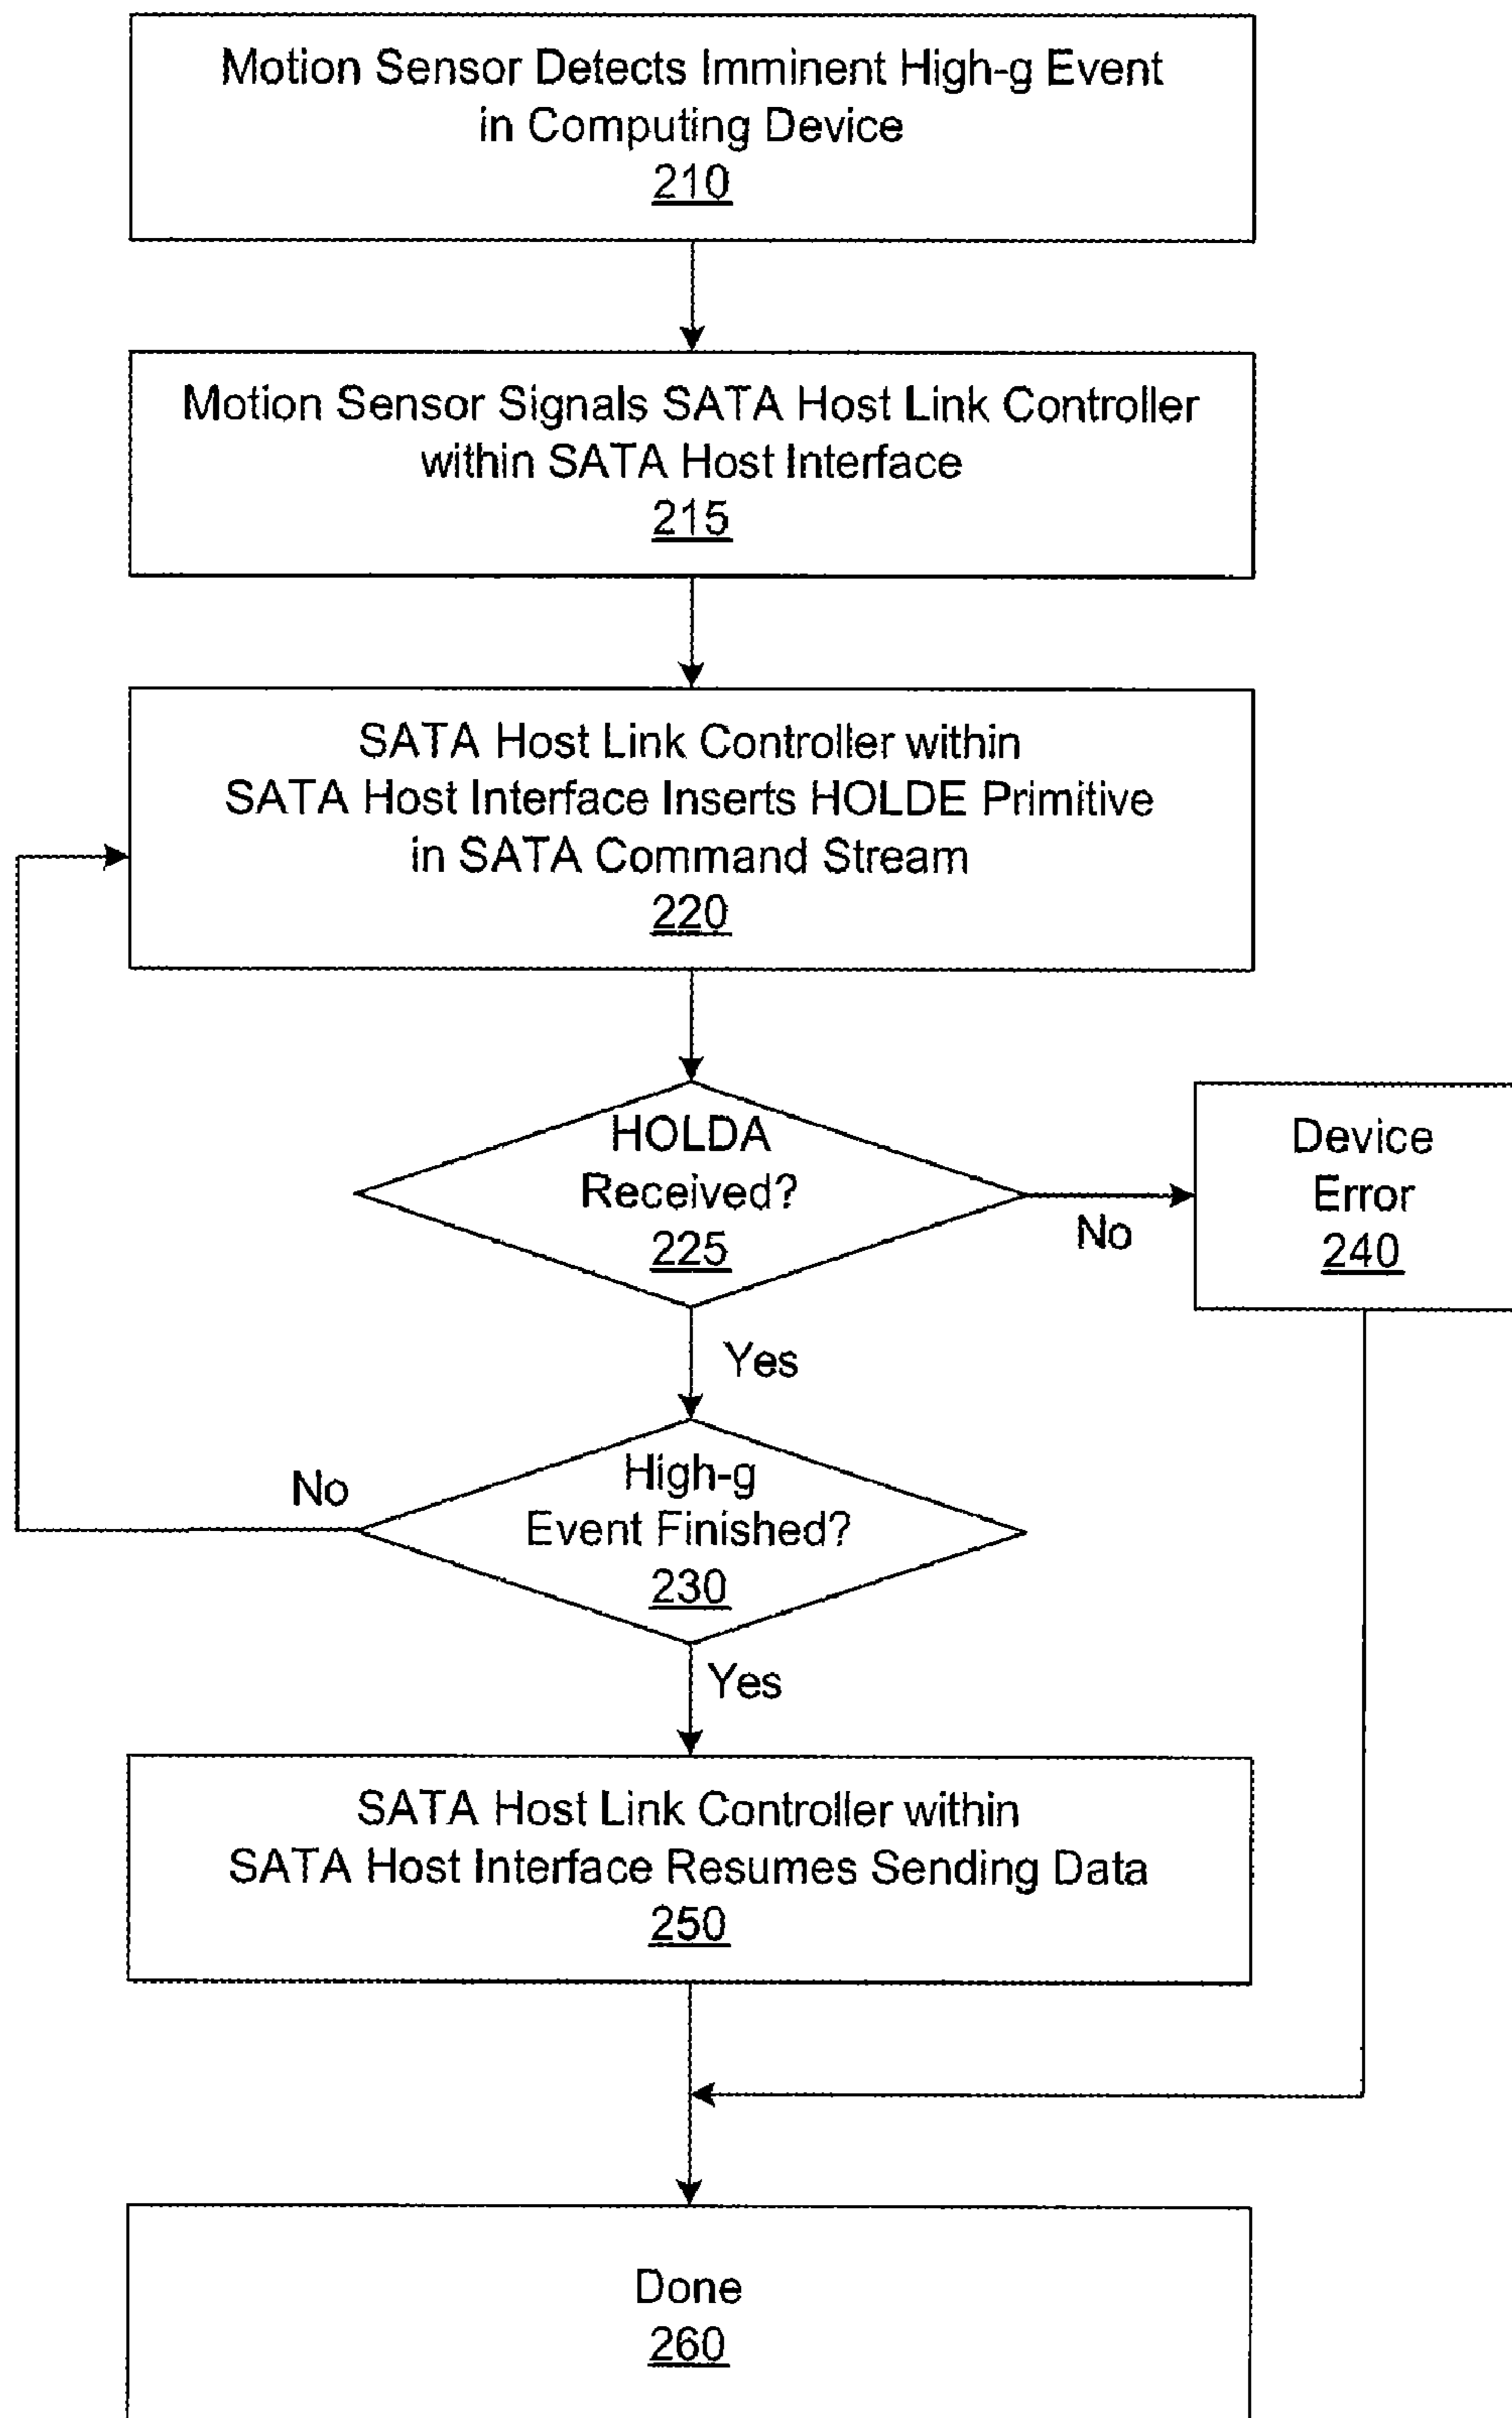 Motion Sensor Detects Imminent High-g Event
in Computing Device
210
Motion Sensor Signals SATA Host Link Controller
within SATA Host Interface
215
SATA Host Link Controller within
SATA Host Interface Inserts HOLDE Primitive
in SATA Command Stream
220
HOLDA
Received?
225
No
Device
Error
240
Yes
High-g
Event Finished?
230
No
Yes
SATA Host Link Controller within
SATA Host Interface Resumes Sending Data
250
Done
260